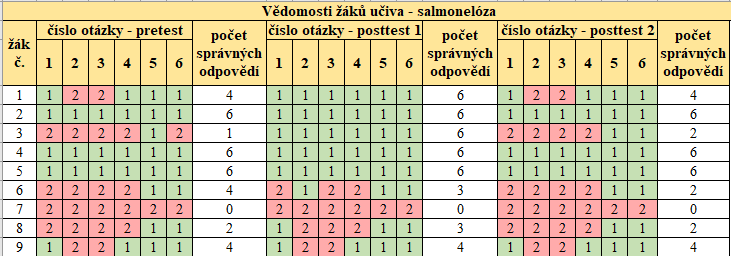 Vědomosti žáků učiva - salmonelóza
žák č. číslo otázky - pretest počet správných odpovědí číslo otázky - posttest 1 počet správných odpovědí číslo otázky - posttest 2 počet správných odpovědí
1 2 3 4 5 6 1 2 3 4 5 6 1 2 3 4 5 6
1 1 2 2 1 1 1 4 1 1 1 1 1 1 6 1 2 2 1 1 1 4
2 1 1 1 1 1 1 6 1 1 1 1 1 1 6 1 1 1 1 1 1 6
3 2 2 2 2 1 2 1 1 1 1 1 1 1 6 2 2 2 2 1 1 2
4 1 1 1 1 1 1 6 1 1 1 1 1 1 6 1 1 1 1 1 1 6
5 1 1 1 1 1 1 6 1 1 1 1 1 1 6 1 1 1 1 1 1 6
6 2 2 2 2 1 1 4 2 1 2 2 1 1 3 2 2 2 2 1 1 2
7 2 2 2 2 2 2 0 2 2 2 2 2 2 0 2 2 2 2 2 2 0
8 2 2 2 2 1 1 2 1 2 2 2 1 1 3 2 2 2 2 1 1 2
9 1 2 2 1 1 1 4 1 2 2 1 1 1 4 1 2 2 1 1 1 4